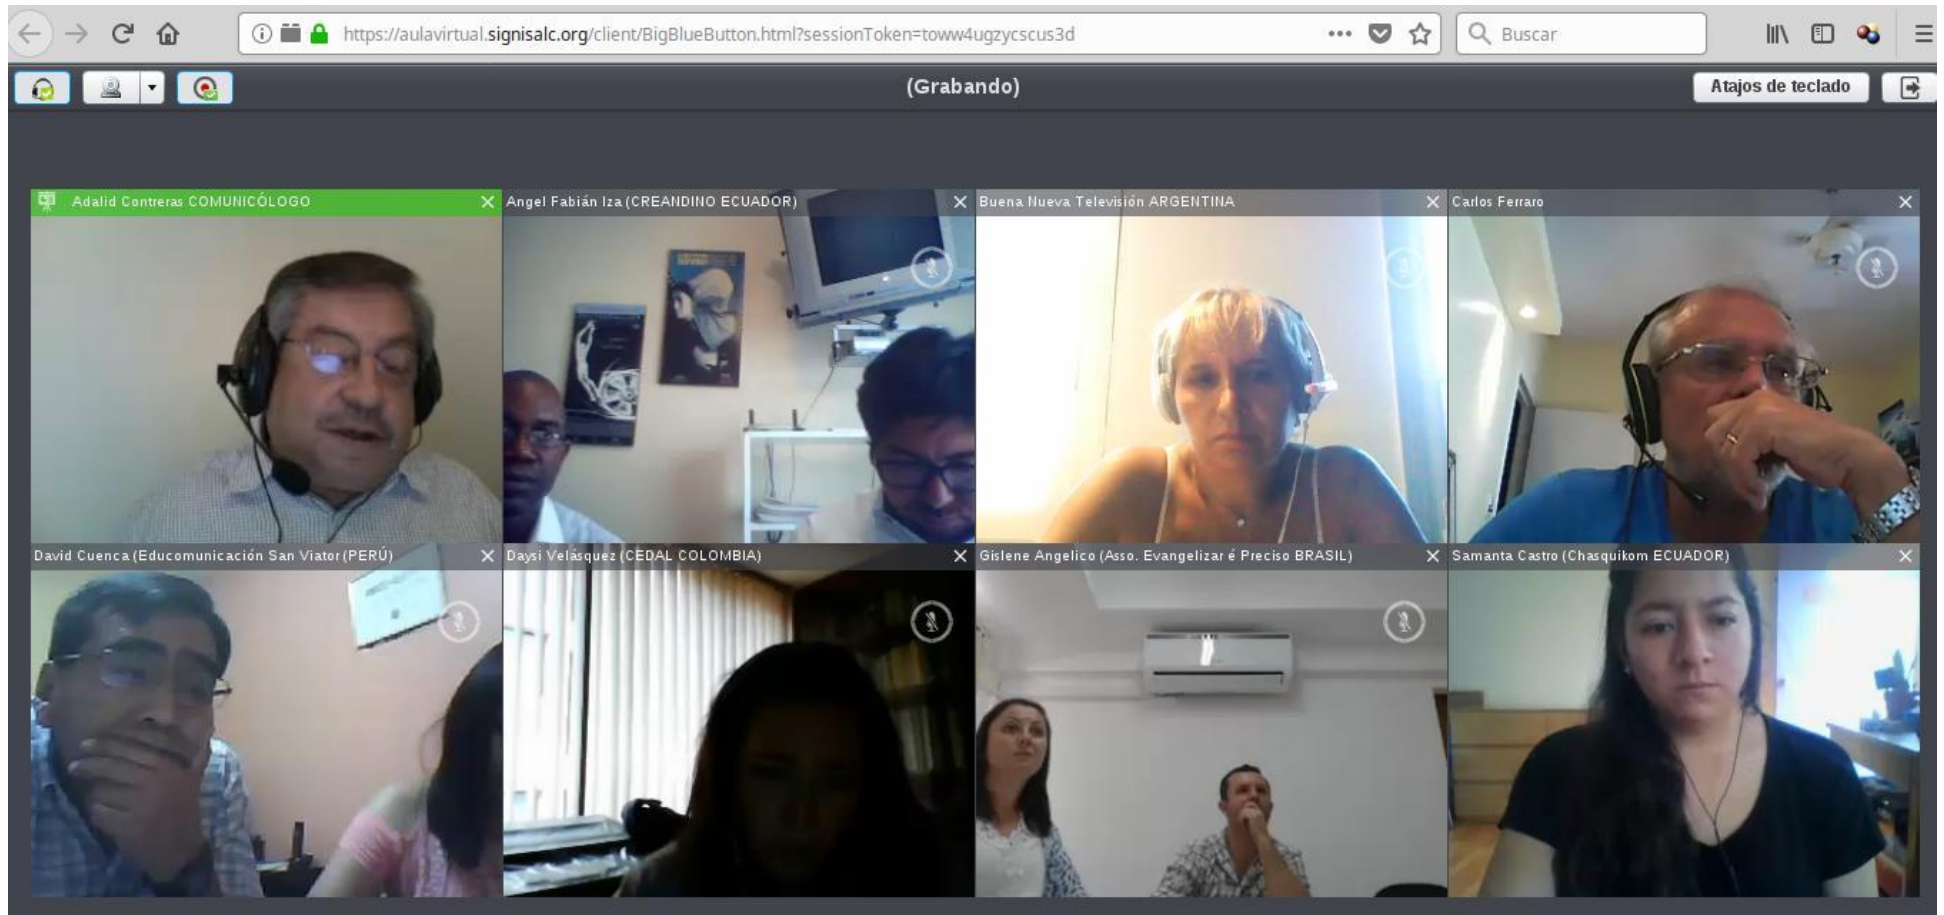 https://aulavirtual.signisalc.org/client/BigBlueButton.html?sessionToken=toww4ugzycscus3d
Buscar
(Grabando)
Atajos de teclado
Adalid Contreras COMUNICÓLOGO
Angel Fabián Iza (CREANDINO ECUADOR)
Buena Nueva Televisión ARGENTINA
Carlos Ferraro
David Cuenca (Educomunicación San Viator (PERÚ)
Daysi Velásquez (CEDAL COLOMBIA)
Gislene Angelico (Asso. Evangelizar é Preciso BRASIL)
Samanta Castro (Chasquikom ECUADOR)